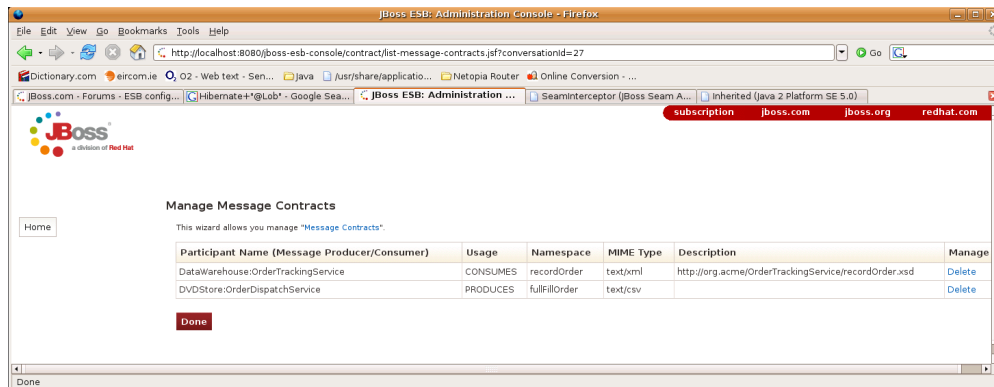 JBoss ESB: Administration Console - Firefox
File Edit View Go Bookmarks Tools Help
http://localhost:8080/jboss-esb-console/contract/list-message-contracts.jsf?conversationId=27 Go
Dictionary.com eircom.ie O2 - Web text - Sen... Java /usr/share/applicatio... Netopia Router Online Conversion - ...
JBoss.com - Forums - ESB config... Hibernate+"@Lob" - Google Sea... JBoss ESB: Administration ... SeamInterceptor (JBoss Seam A... Inherited (Java 2 Platform SE 5.0)
subscription jboss.com jboss.org redhat.com
JBoss
a division of Red Hat
Manage Message Contracts
Home
This wizard allows you manage "Message Contracts".
Participant Name (Message Producer/Consumer) Usage Namespace MIME Type Description Manage
DataWarehouse:OrderTrackingService CONSUMES recordOrder text/xml http://org.acme/OrderTrackingService/recordOrder.xsd Delete
DVDStore:OrderDispatchService PRODUCES fullFillOrder text/csv Delete
Done
Done